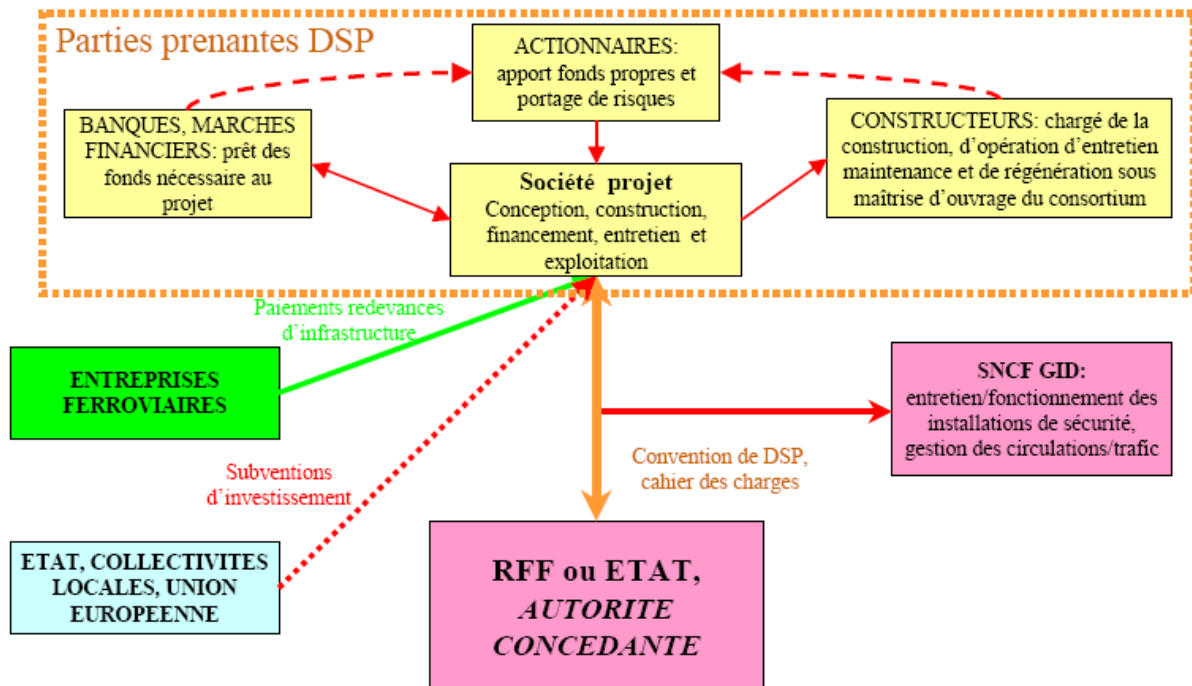 Parties prenantes DSP
ACTIONNAIRES:
apport fonds propres et
portage de risques
BANQUES, MARCHES
FINANCIERS: prêt des
fonds nécessaire au
projet
CONSTRUCTEURS: chargé de la
construction, d’opération d’entretien
maintenance et de régénération sous
maîtrise d’ouvrage du consortium
Société projet
Conception, construction,
financement, entretien et
exploitation
Paiements redevances
d’infrastructure
ENTREPRISES
FERROVIAIRES
SNCF GID:
entretien/fonctionnement des
installations de sécurité,
gestion des circulations/trafic
Subventions
d’investissement
Convention de DSP,
cahier des charges
ETAT, COLLECTIVITES
LOCALES, UNION
EUROPEENNE
RFF ou ETAT,
AUTORITE
CONCEDANTE